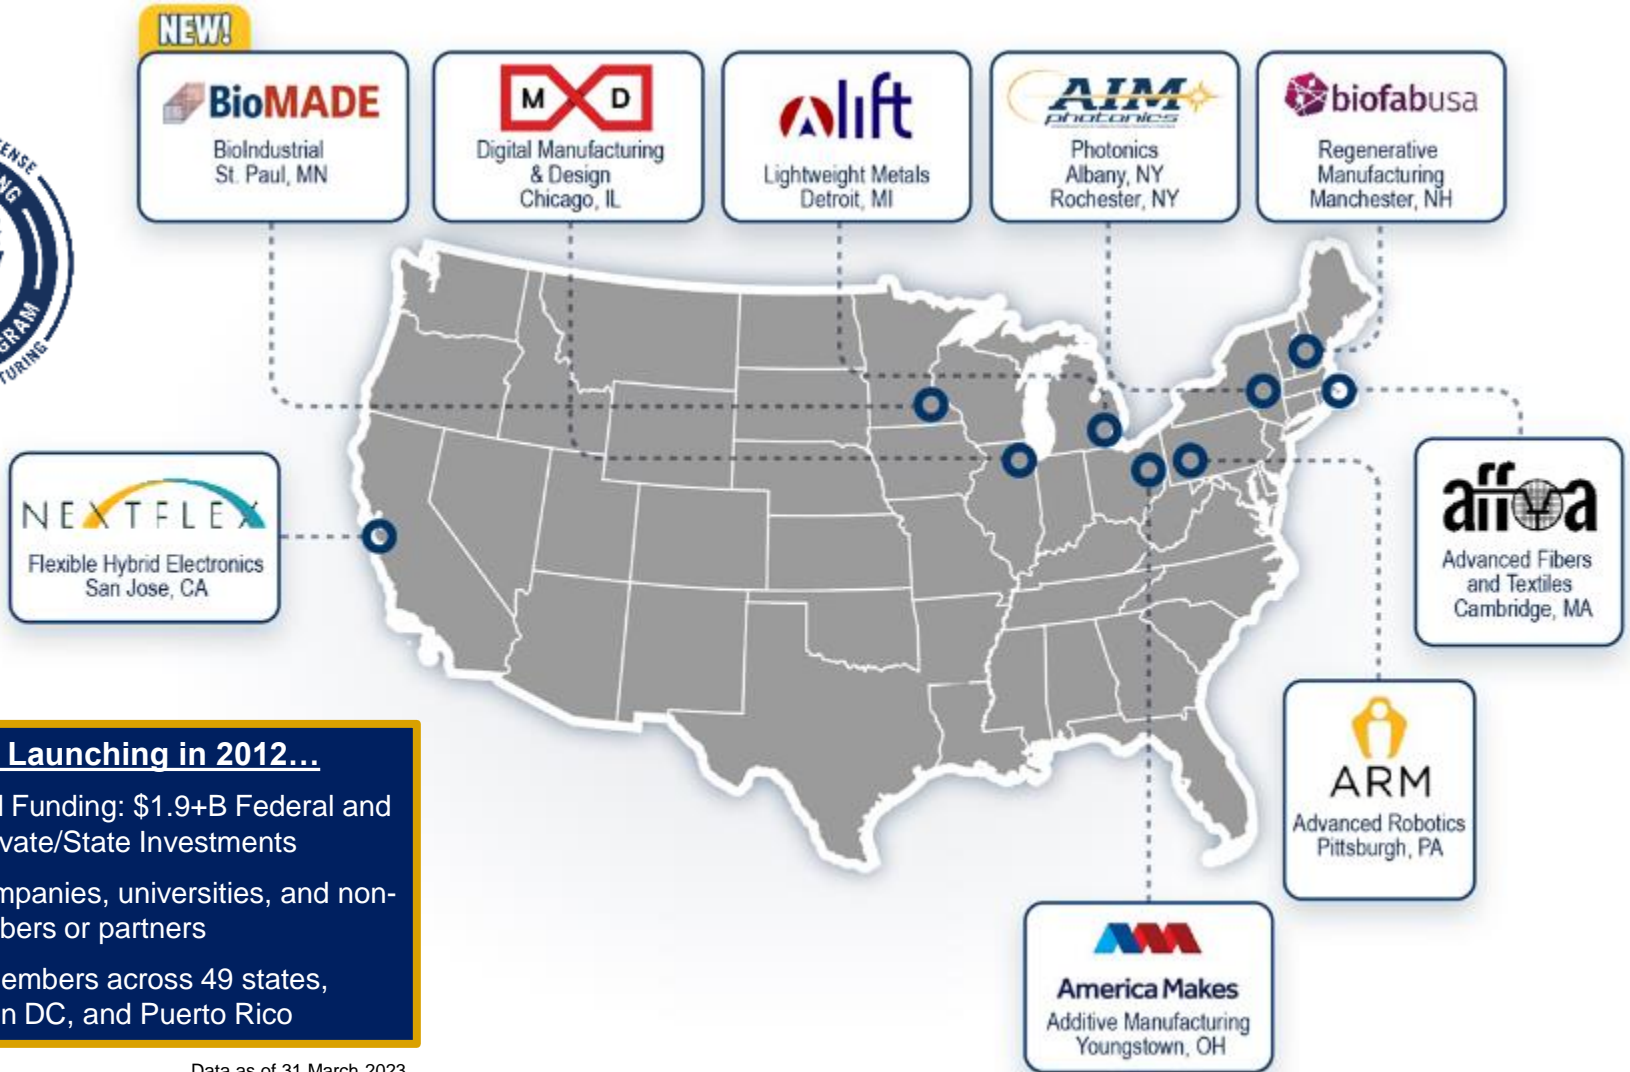 NEW!
BioMADE
BioIndustrial
St. Paul, MN
M D
Digital Manufacturing
& Design
Chicago, IL
lift
Lightweight Metals
Detroit, MI
AIM
photonics
Photonics
Albany, NY
Rochester, NY
biofabusa
Regenerative
Manufacturing
Manchester, NH
NEXTFLEX
Flexible Hybrid Electronics
San Jose, CA
affoa
Advanced Fibers
and Textiles
Cambridge, MA
ARM
Advanced Robotics
Pittsburgh, PA
America Makes
Additive Manufacturing
Youngstown, OH
Launching in 2012…
Funding: $1.9+B Federal and
vate/State Investments
mpanies, universities, and non-
bers or partners
embers across 49 states,
n DC, and Puerto Rico
Data as of 31 March 2023